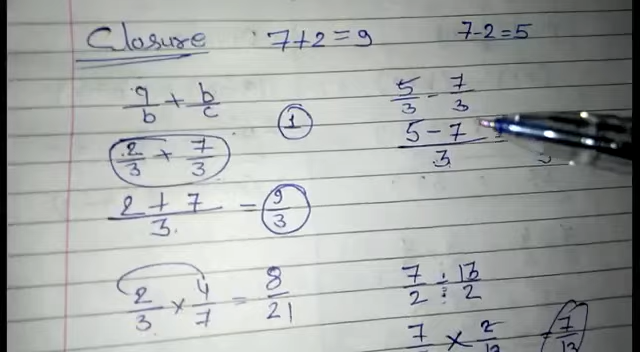 Closure 7+2=9 7-2=5
a/b + b/c
5/3 - 7/3
1
2/3 + 7/3
5-7/3 =
2+7/3 = 9/3
2/3 × 4/7 = 8/21
7/2 ÷ 13/2
7/ × 2/13 = 7/13